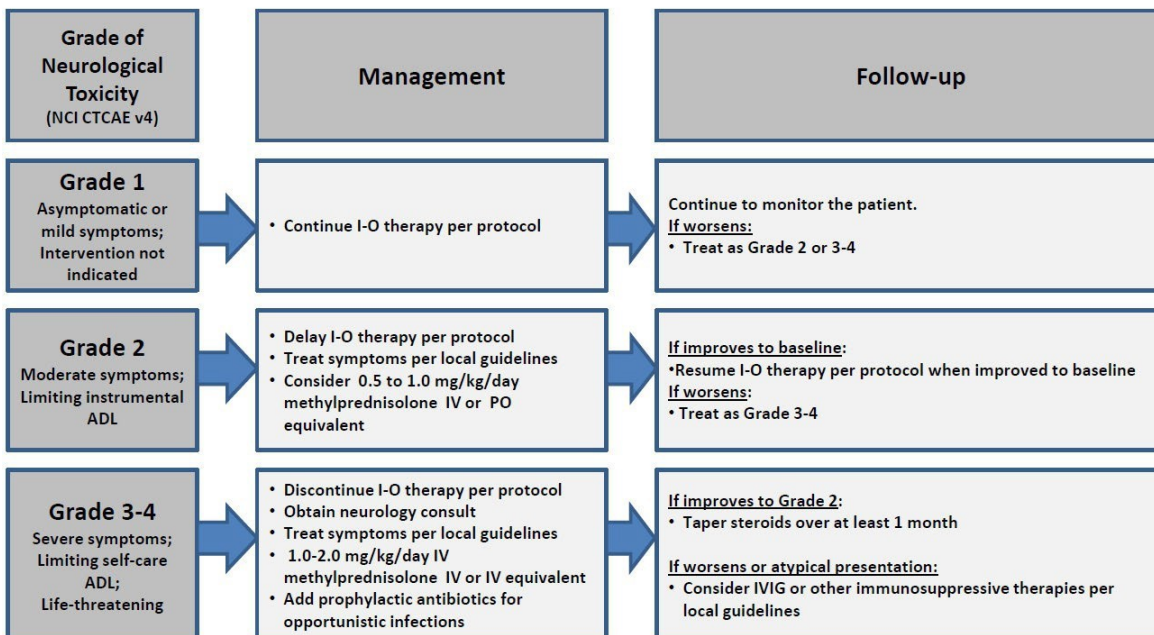 Grade of
Neurological
Toxicity
(NCI CTCAE v4)
Management
Follow-up
Grade 1
Asymptomatic or
mild symptoms;
Intervention not
indicated
• Continue I-O therapy per protocol
Continue to monitor the patient.
If worsens:
• Treat as Grade 2 or 3-4
Grade 2
Moderate symptoms;
Limiting instrumental
ADL
• Delay I-O therapy per protocol
• Treat symptoms per local guidelines
• Consider 0.5 to 1.0 mg/kg/day
methylprednisolone IV or PO
equivalent
If improves to baseline:
•Resume I-O therapy per protocol when improved to baseline
If worsens:
• Treat as Grade 3-4
Grade 3-4
Severe symptoms;
Limiting self-care
ADL;
Life-threatening
• Discontinue I-O therapy per protocol
• Obtain neurology consult
• Treat symptoms per local guidelines
• 1.0-2.0 mg/kg/day IV
methylprednisolone IV or IV equivalent
• Add prophylactic antibiotics for
opportunistic infections
If improves to Grade 2:
• Taper steroids over at least 1 month
If worsens or atypical presentation:
• Consider IVIG or other immunosuppressive therapies per
local guidelines